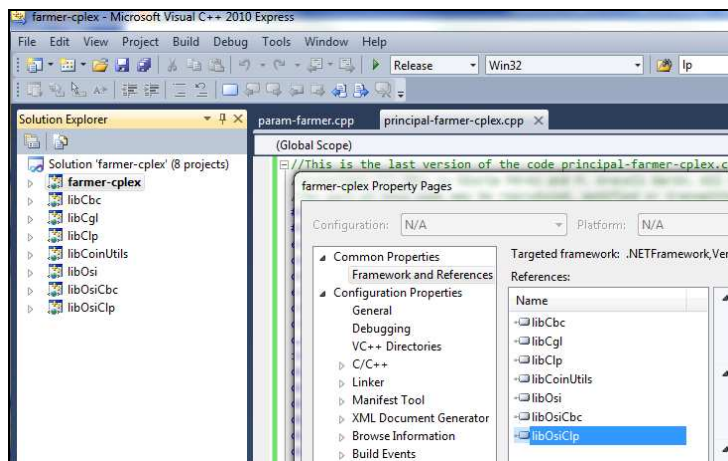 farmer-cplex - Microsoft Visual C++ 2010 Express
File Edit View Project Build Debug Tools Window Help
Release Win32 lp
Solution Explorer
param-farmer.cpp principal-farmer-cplex.cpp
(Global Scope)
Solution 'farmer-cplex' (8 projects)
farmer-cplex
libCbc
libCgl
libClp
libCoinUtils
libOsi
libOsiCbc
libOsiClp
//This is the last version of the code principal-farmer-cplex.c
farmer-cplex Property Pages
Configuration: N/A Platform: N/A
Common Properties
Framework and References
Configuration Properties
General
Debugging
VC++ Directories
C/C++
Linker
Manifest Tool
XML Document Generator
Browse Information
Build Events
Targeted framework: .NETFramework,Ver
References:
Name
libCbc
libCgl
libClp
libCoinUtils
libOsi
libOsiCbc
libOsiClp